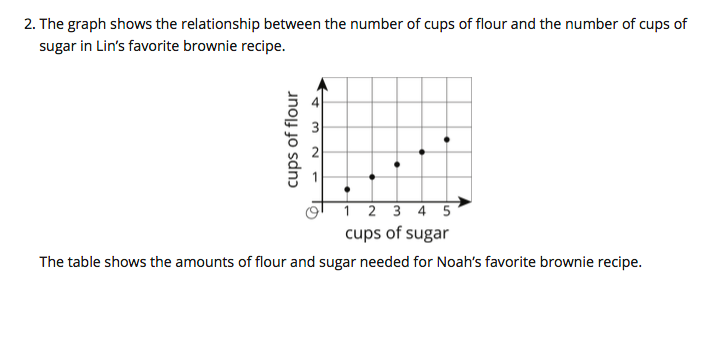 2. The graph shows the relationship between the number of cups of flour and the number of cups of
sugar in Lin's favorite brownie recipe.
cups of flour
4
3
2
1
O
1 2 3 4 5
cups of sugar
The table shows the amounts of flour and sugar needed for Noah's favorite brownie recipe.